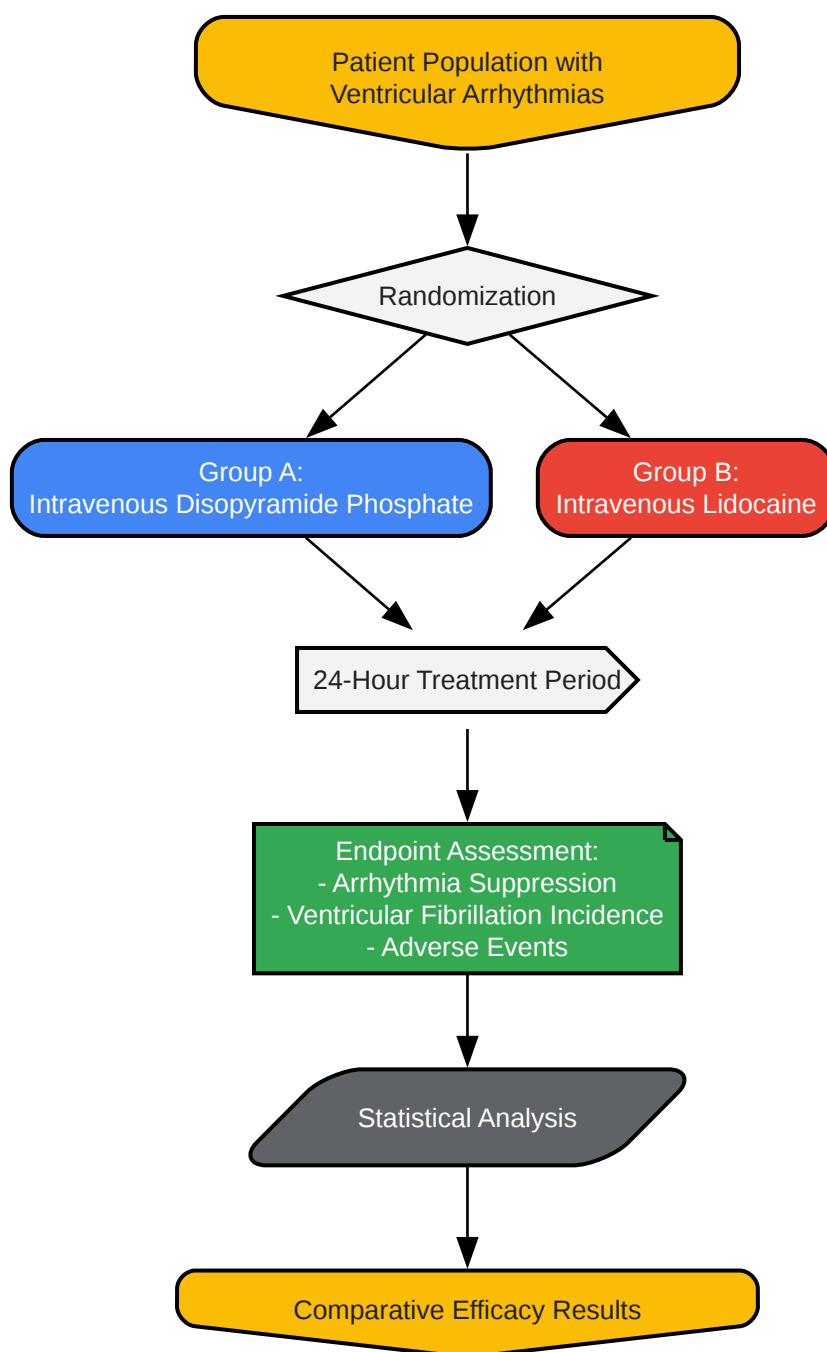 Patient Population with
Ventricular Arrhythmias
Randomization
Group A:
Intravenous Disopyramide Phosphate
Group B:
Intravenous Lidocaine
24-Hour Treatment Period
Endpoint Assessment:
- Arrhythmia Suppression
- Ventricular Fibrillation Incidence
- Adverse Events
Statistical Analysis
Comparative Efficacy Results